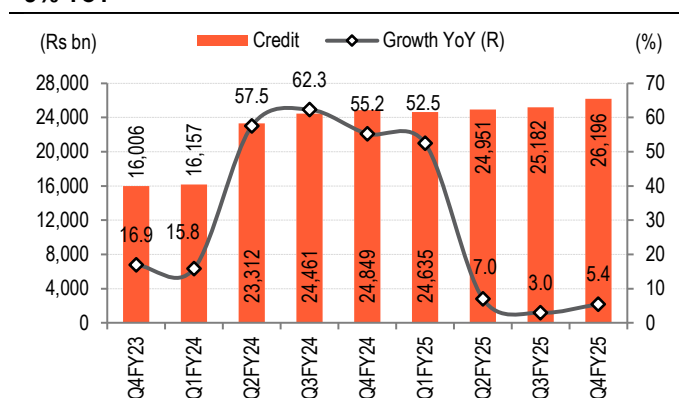 (Rs bn) Credit Growth YoY (R) (%)
28,000 70
24,000 60
20,000 50
16,000 40
12,000 30
8,000 20
4,000 10
0 0
16,006 16,157 23,312 24,461 24,849 24,635 24,951 25,182 26,196
16.9 15.8 57.5 62.3 55.2 52.5 7.0 3.0 5.4
Q4FY23 Q1FY24 Q2FY24 Q3FY24 Q4FY24 Q1FY25 Q2FY25 Q3FY25 Q4FY25